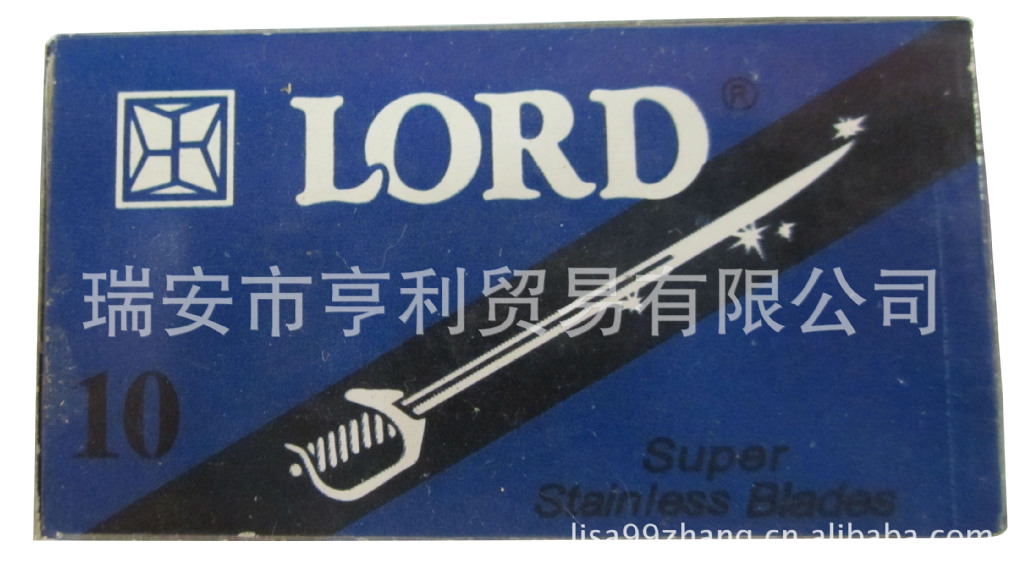 LORD ®
瑞安市亨利贸易有限公司
10
Super
Stainless Blades
lisa99zhang.cn.alibaba.com